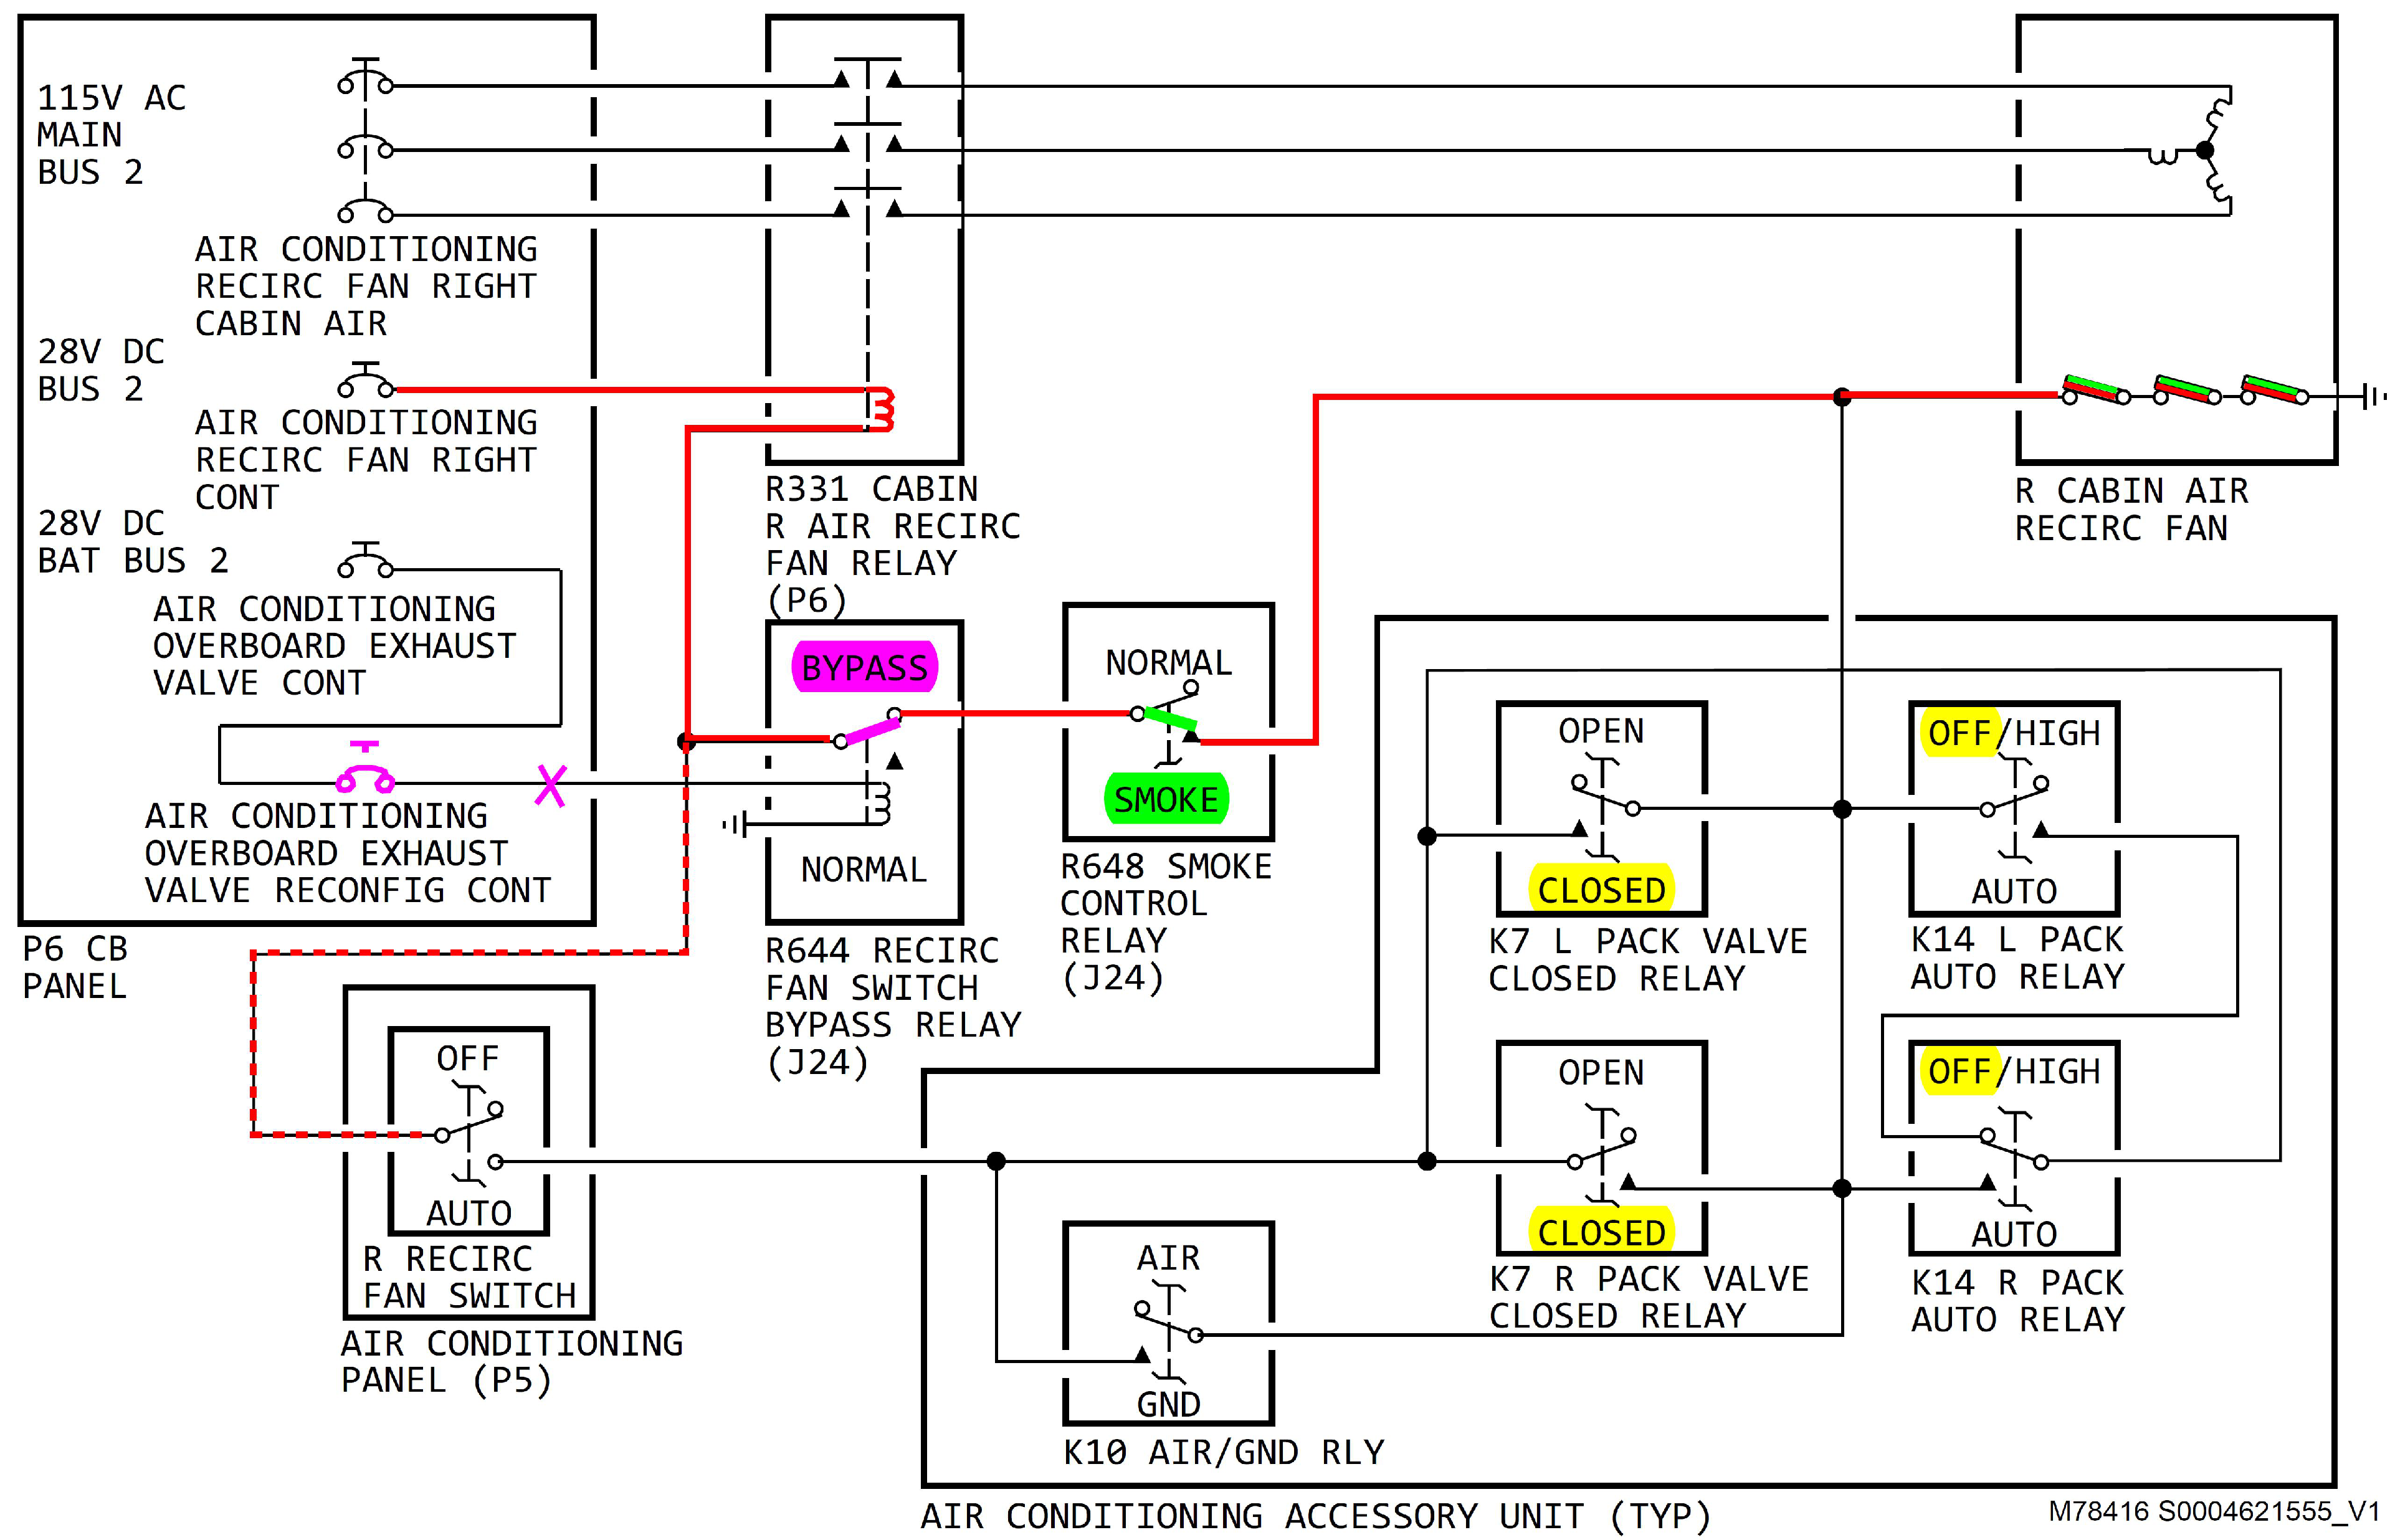 115V AC
MAIN
BUS 2
AIR CONDITIONING
RECIRC FAN RIGHT
CABIN AIR
28V DC
BUS 2
AIR CONDITIONING
RECIRC FAN RIGHT
CONT
28V DC
BAT BUS 2
AIR CONDITIONING
OVERBOARD EXHAUST
VALVE CONT
AIR CONDITIONING
OVERBOARD EXHAUST
VALVE RECONFIG CONT
P6 CB
PANEL
R331 CABIN
R AIR RECIRC
FAN RELAY
(P6)
R CABIN AIR
RECIRC FAN
BYPASS
NORMAL
R644 RECIRC
FAN SWITCH
BYPASS RELAY
(J24)
NORMAL
SMOKE
R648 SMOKE
CONTROL
RELAY
(J24)
OPEN
CLOSED
K7 L PACK VALVE
CLOSED RELAY
OFF/HIGH
AUTO
K14 L PACK
AUTO RELAY
OFF
AUTO
R RECIRC
FAN SWITCH
AIR CONDITIONING
PANEL (P5)
OPEN
CLOSED
K7 R PACK VALVE
CLOSED RELAY
OFF/HIGH
AUTO
K14 R PACK
AUTO RELAY
AIR
GND
K10 AIR/GND RLY
AIR CONDITIONING ACCESSORY UNIT (TYP)
M78416 S0004621555_V1